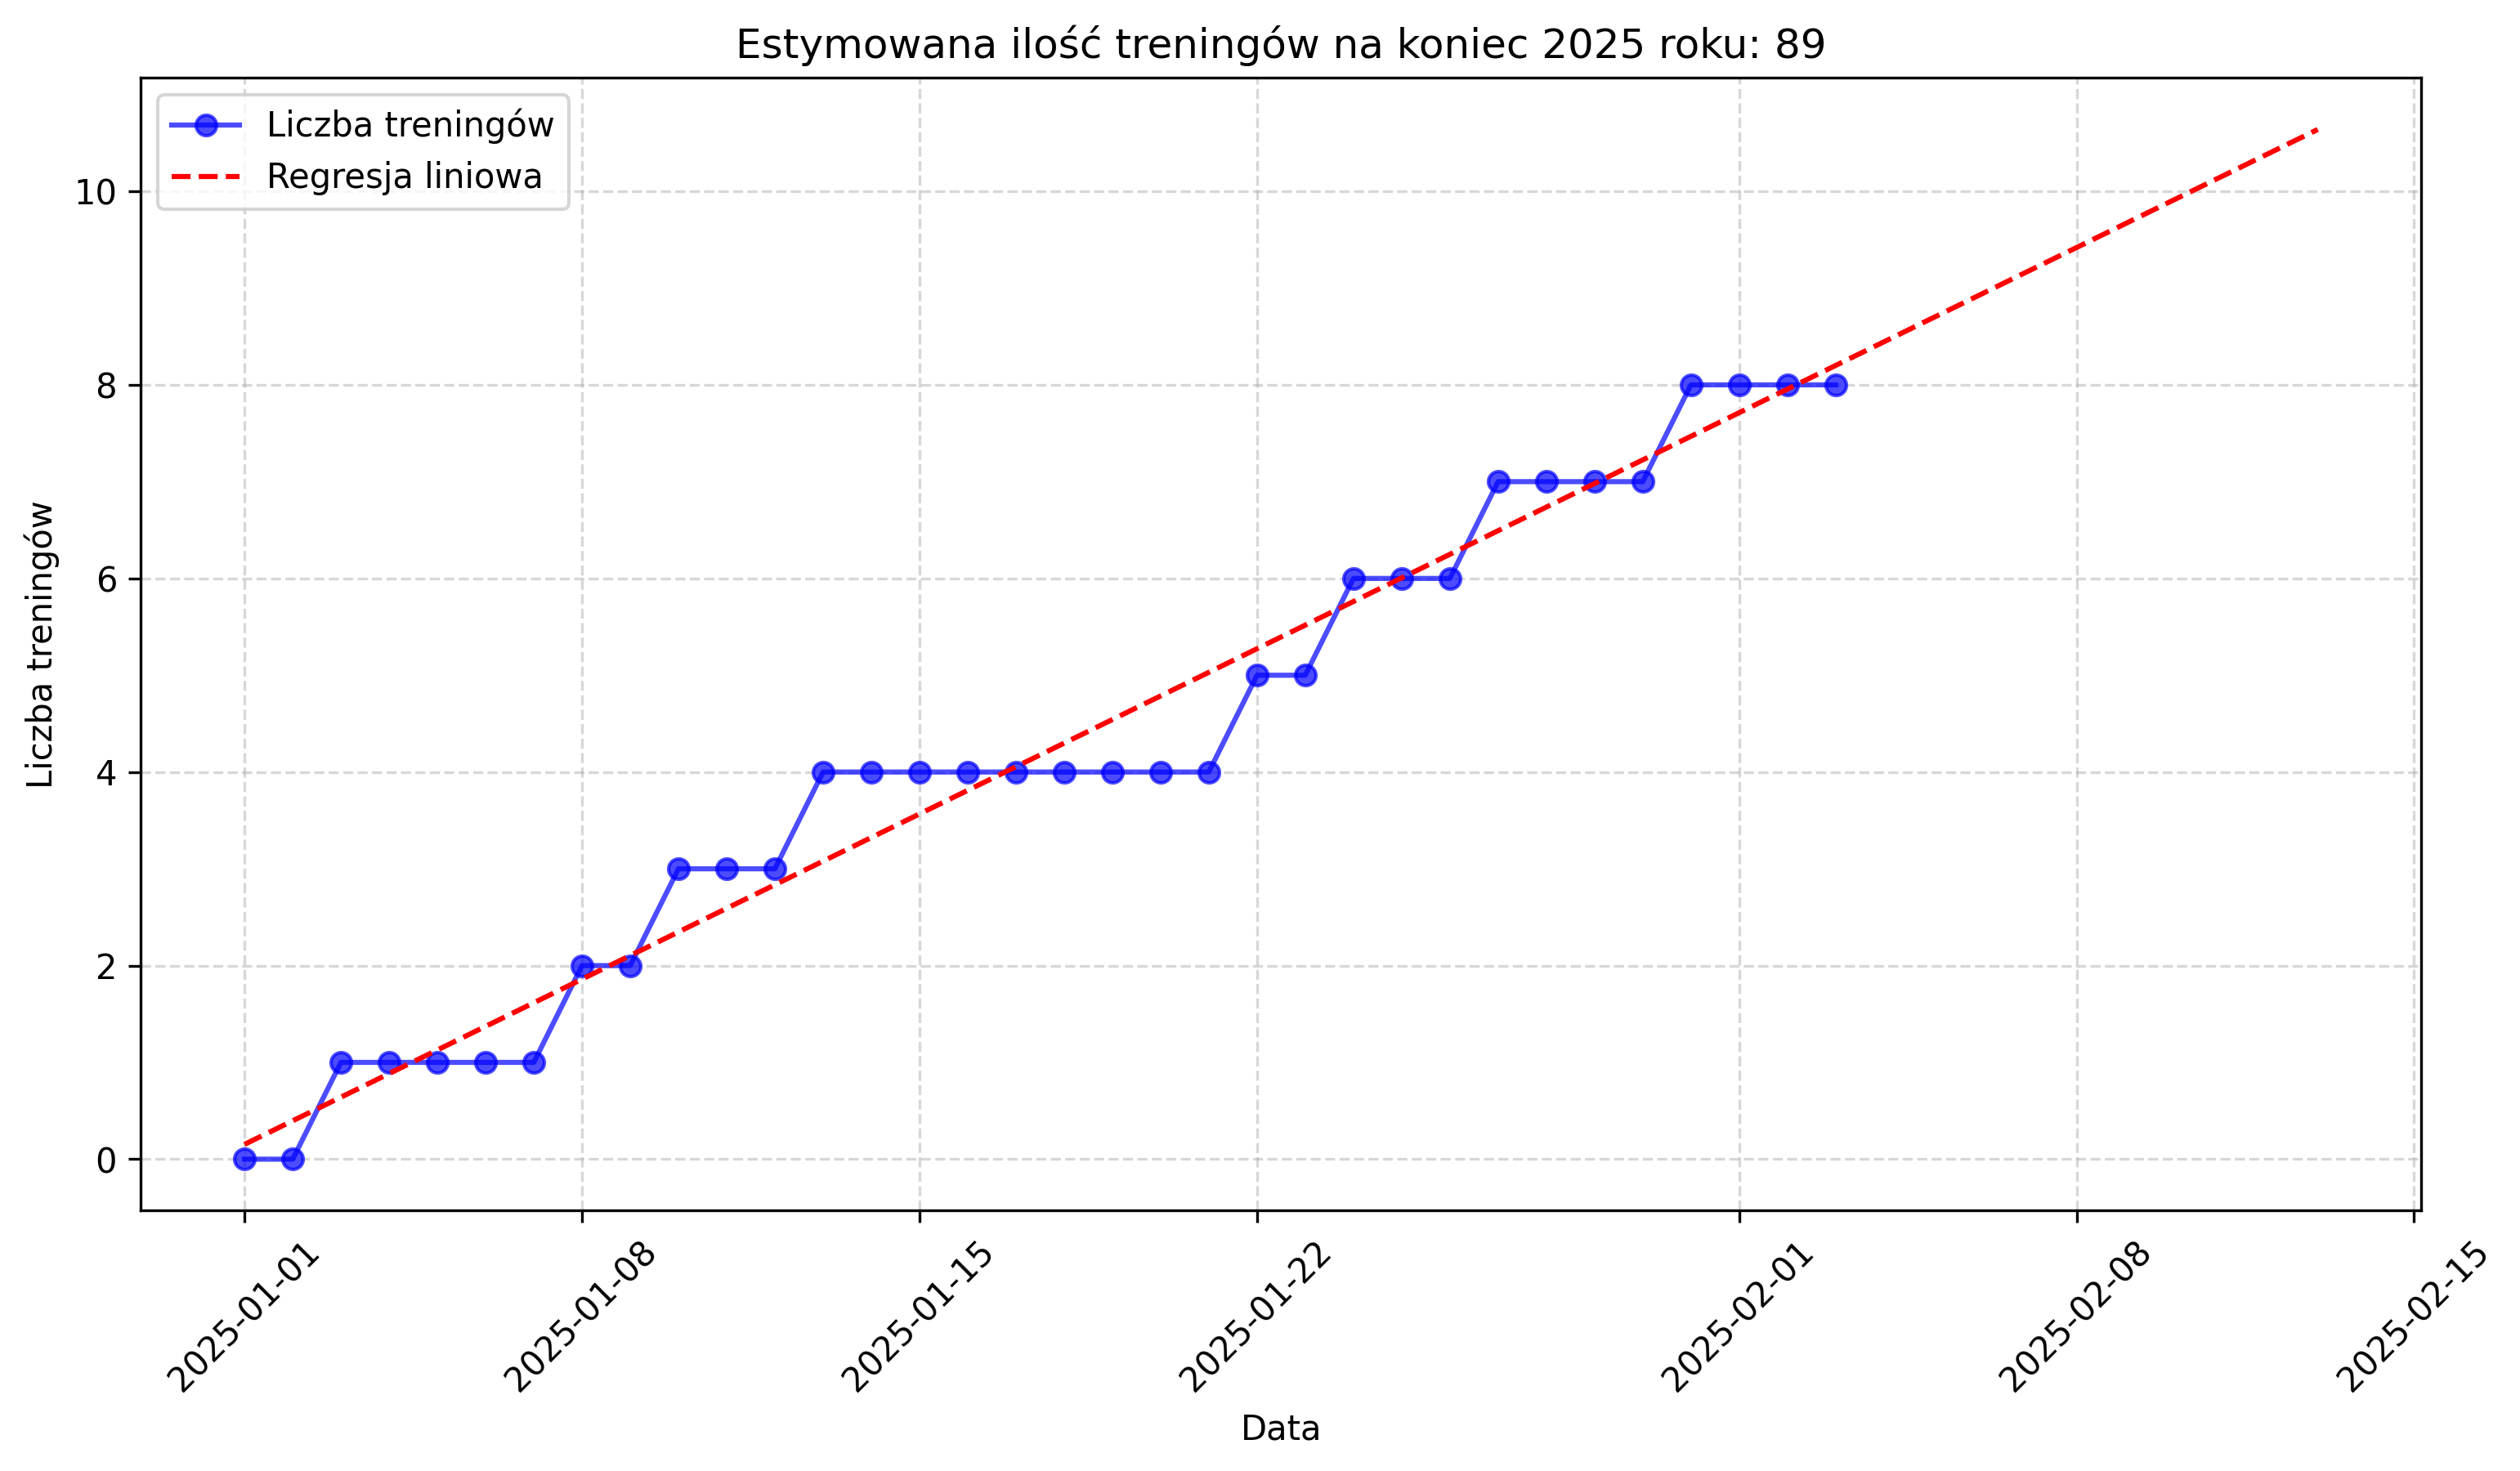 Estymowana ilość treningów na koniec 2025 roku: 89
Liczba treningów
Regresja liniowa
10
8
6
4
2
0
Liczba treningów
2025-01-01
2025-01-08
2025-01-15
2025-01-22
2025-02-01
2025-02-08
2025-02-15
Data